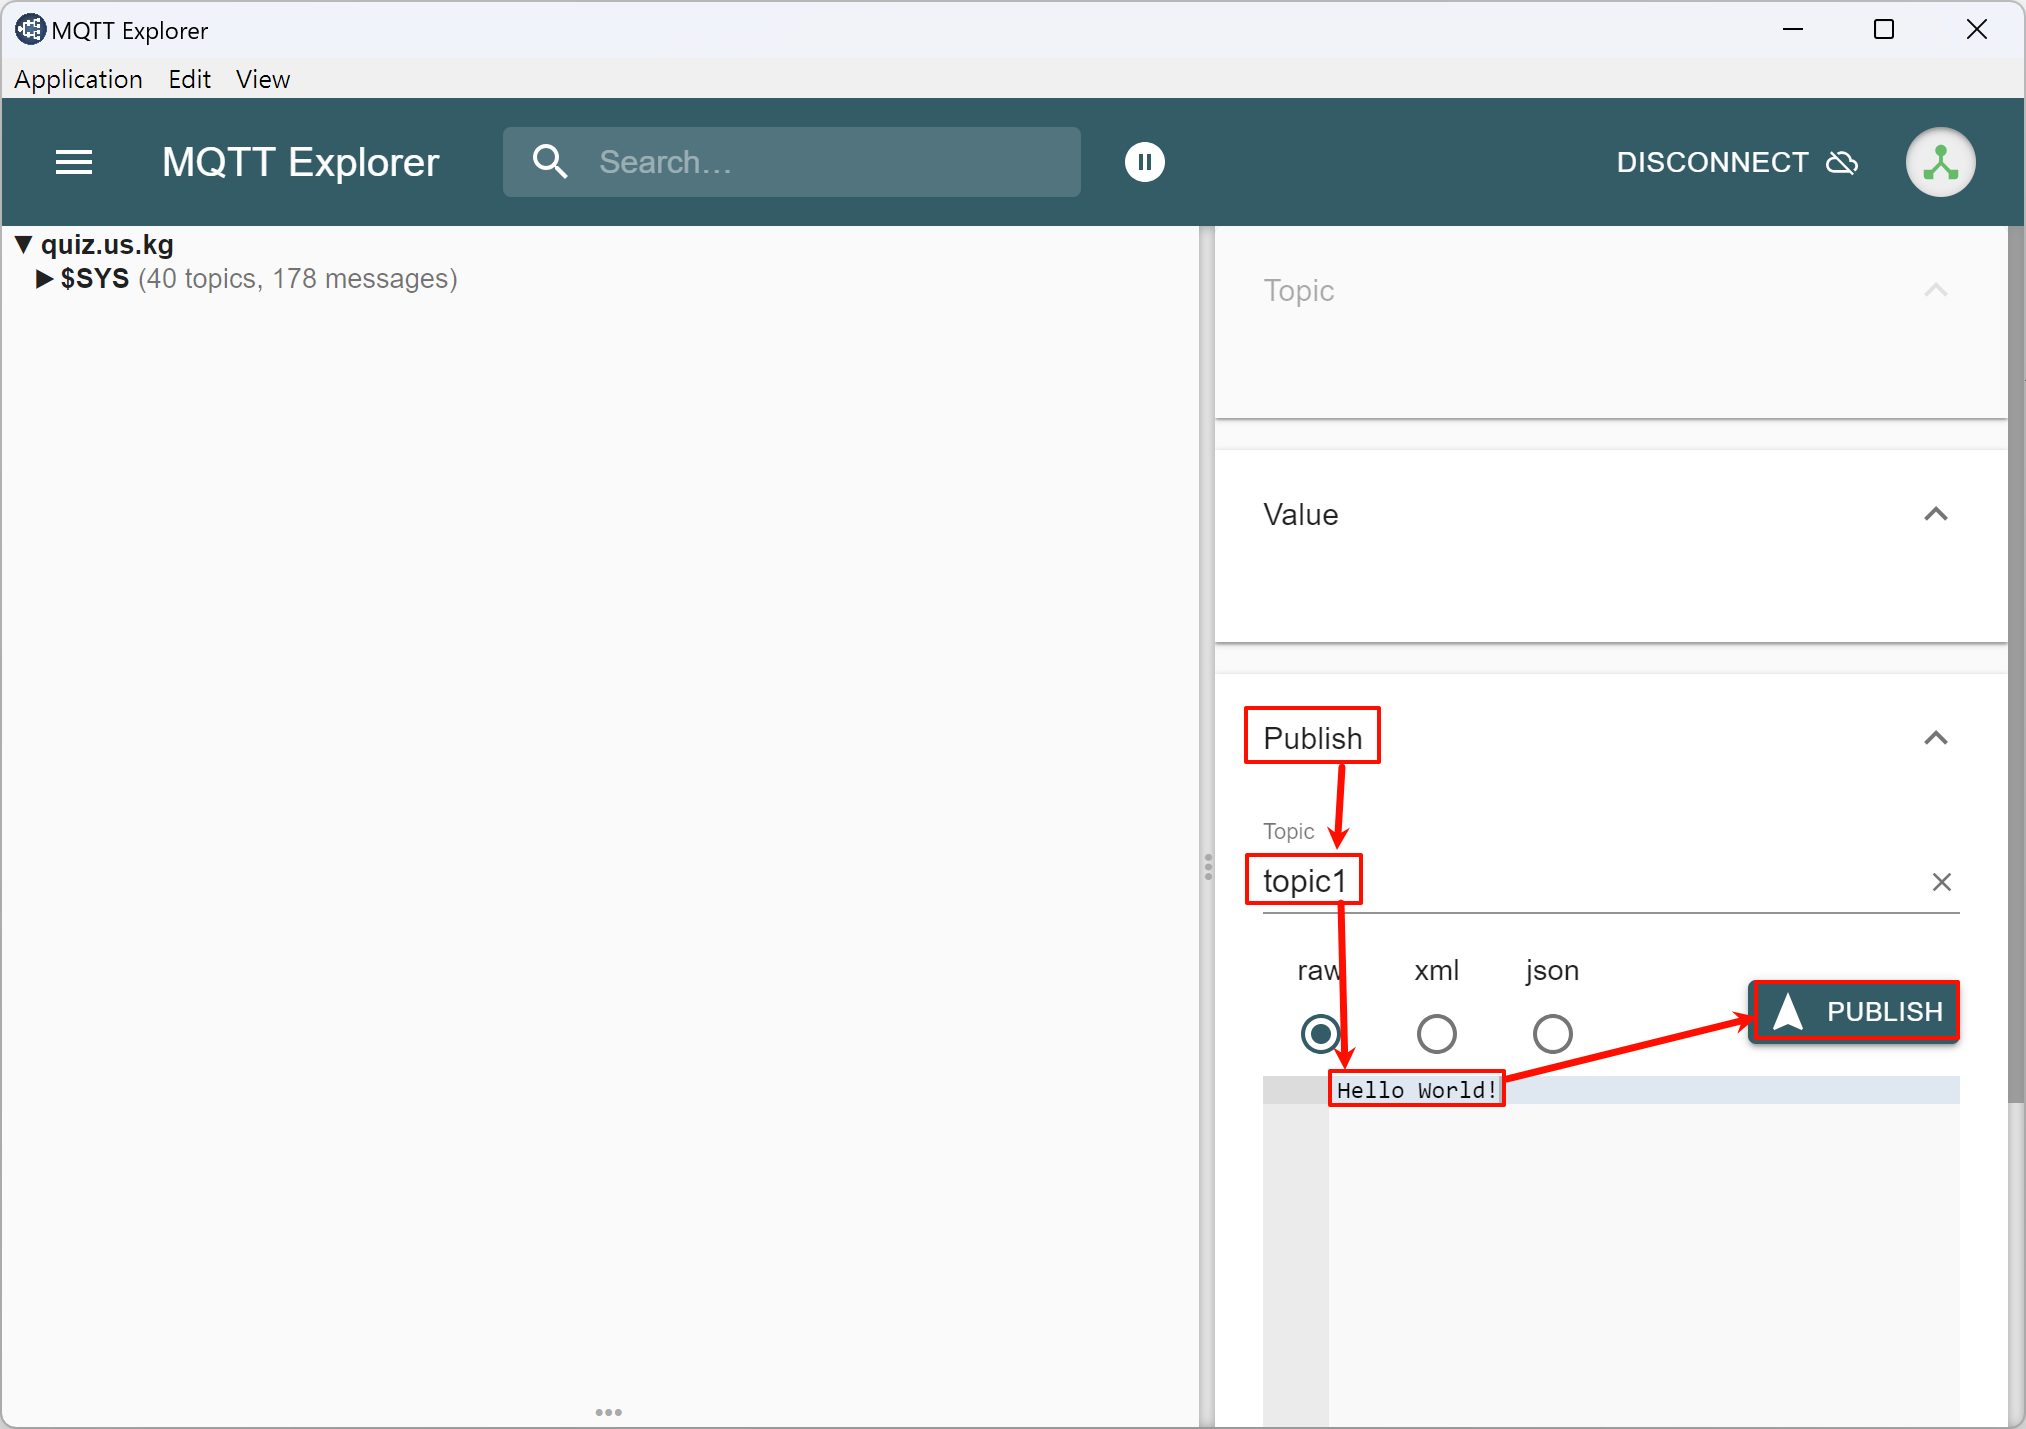 MQTT Explorer
Application Edit View
MQTT Explorer Search... DISCONNECT
quiz.us.kg
$SYS (40 topics, 178 messages)
Topic
Value
Publish
Topic
topic1
raw xml json
PUBLISH
Hello World!